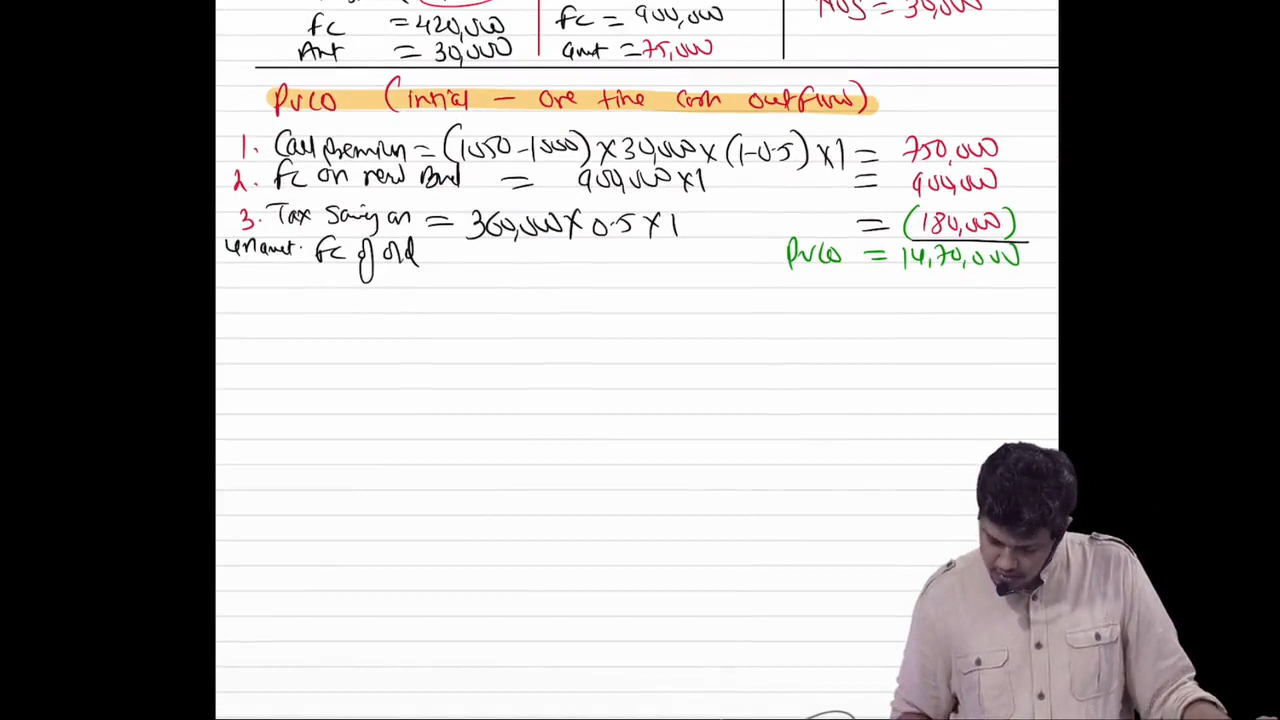 fc = 420,000
Amt = 30,000
fc = 900,000
amt = 75,000
NOS = 30,000
PVCO (initial - one time cash outflow)
1. Call premium = (1050-1000) × 30,000 × (1-0.5) × 1 = 750,000
2. fc on new Bond = 900,000 × 1 = 900,000
3. Tax saving on = 360,000 × 0.5 × 1 = (180,000)
unamort. fc of old
PVCO = 14,70,000